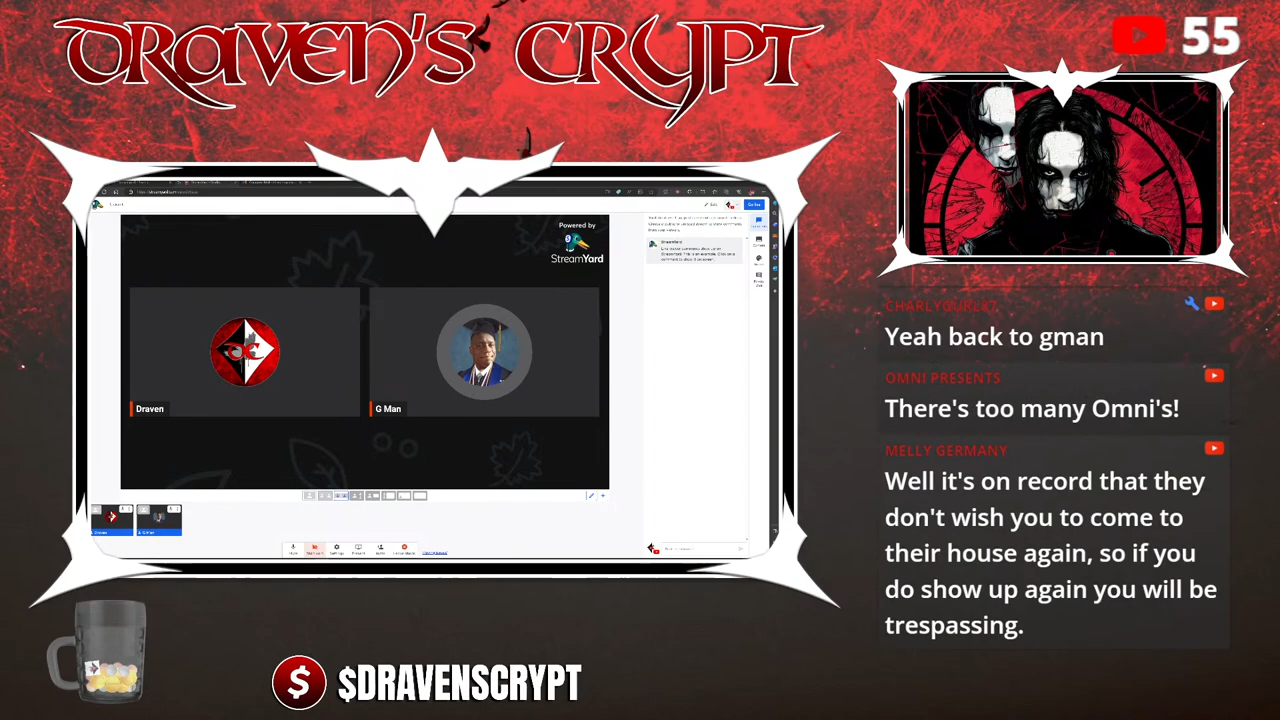 DRAVEN'S CRYPT
55
Powered by
StreamYard
Draven
G Man
CHARLYGURL87
Yeah back to gman
OMNI PRESENTS
There's too many Omni's!
MELLY GERMANY
Well it's on record that they
don't wish you to come to
their house again, so if you
do show up again you will be
trespassing.
$
$DRAVENSCRYPT